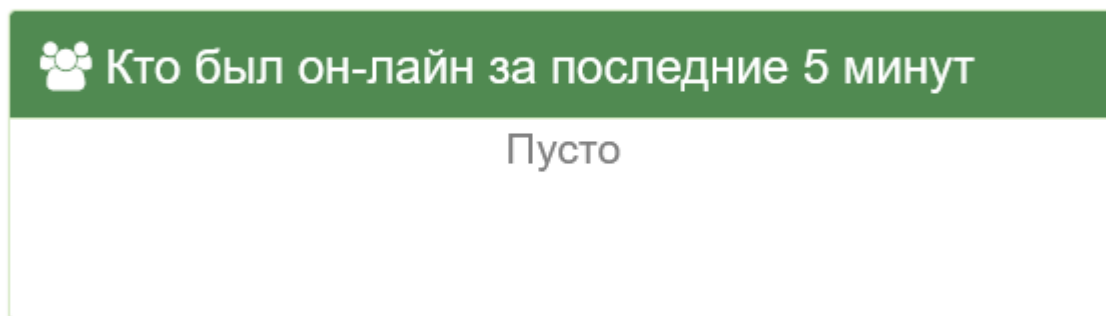 Кто был он-лайн за последние 5 минут
Пусто